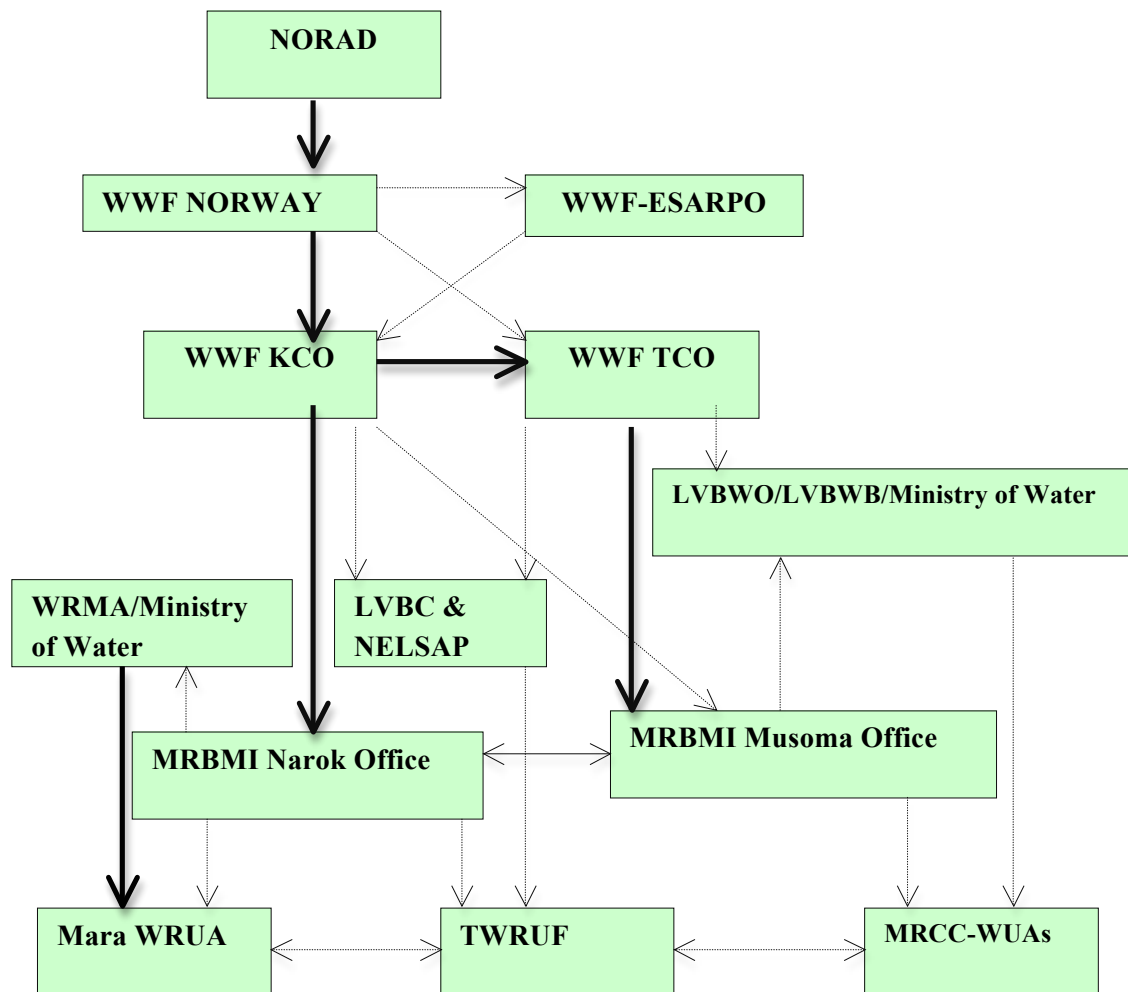 NORAD
WWF NORWAY
WWF-ESARPO
WWF KCO
WWF TCO
LVBWO/LVBWB/Ministry of Water
WRMA/Ministry
of Water
LVBC &
NELSAP
MRBMI Narok Office
MRBMI Musoma Office
Mara WRUA
TWRUF
MRCC-WUAs